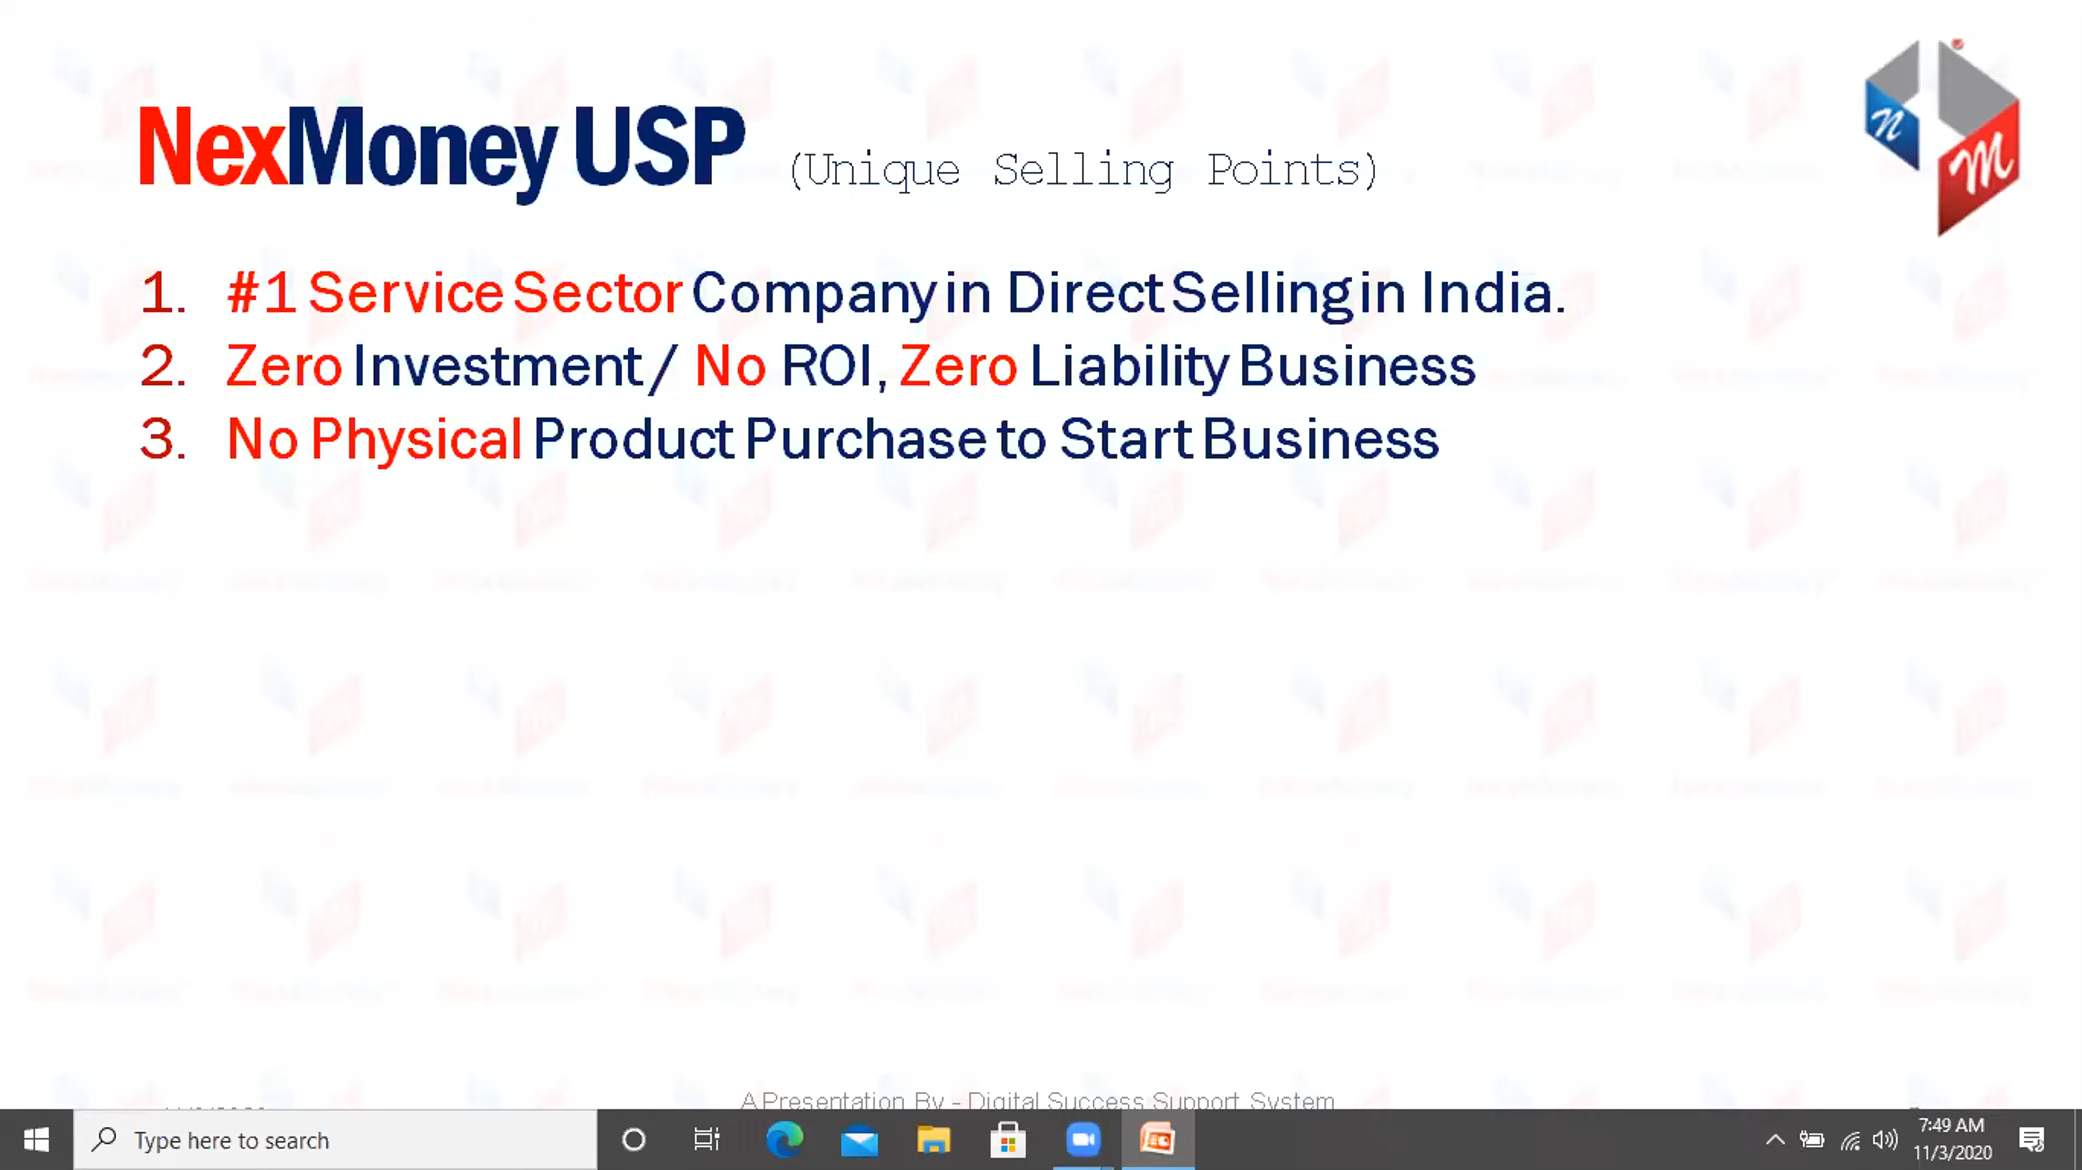 NexMoney USP (Unique Selling Points)
1. #1 Service Sector Company in Direct Selling in India.
2. Zero Investment/ No ROI, Zero Liability Business
3. No Physical Product Purchase to Start Business
A Presentation By - Digital Success Support System
Type here to search
7:49 AM
11/3/2020